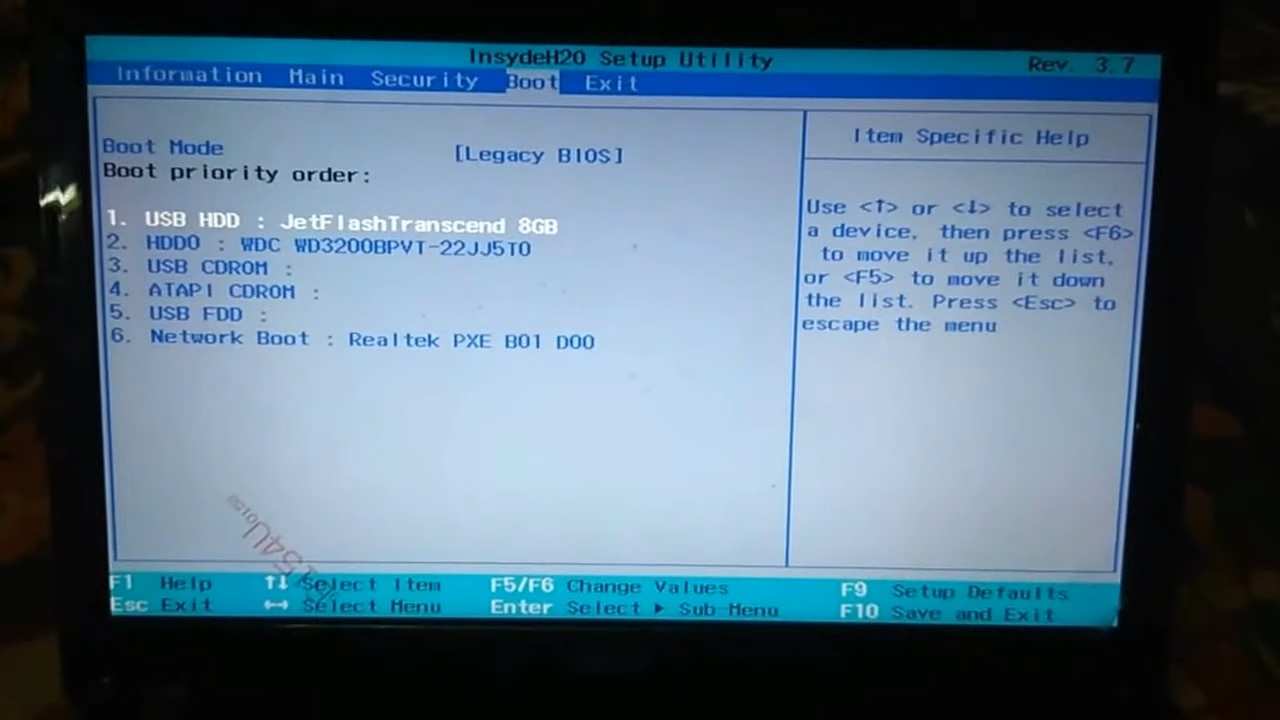 InsydeH20 Setup Utility
Rev. 3.7
Information Main Security Boot Exit
Boot Mode [Legacy BIOS]
Boot priority order:
1. USB HDD : JetFlashTranscend 8GB
2. HDD0 : WDC WD3200BPVT-22JJ5T0
3. USB CDROM :
4. ATAPI CDROM :
5. USB FDD :
6. Network Boot : Realtek PXE B01 D00
Item Specific Help
Use <↑> or <↓> to select
a device, then press <F6>
to move it up the list,
or <F5> to move it down
the list. Press <Esc> to
escape the menu
F1 Help ↑↓ Select Item F5/F6 Change Values F9 Setup Defaults
Esc Exit ↔ Select Menu Enter Select ▸ Sub-Menu F10 Save and Exit